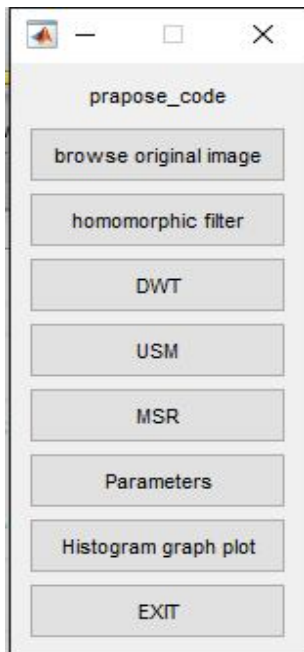 prapose_code
browse original image
homomorphic filter
DWT
USM
MSR
Parameters
Histogram graph plot
EXIT